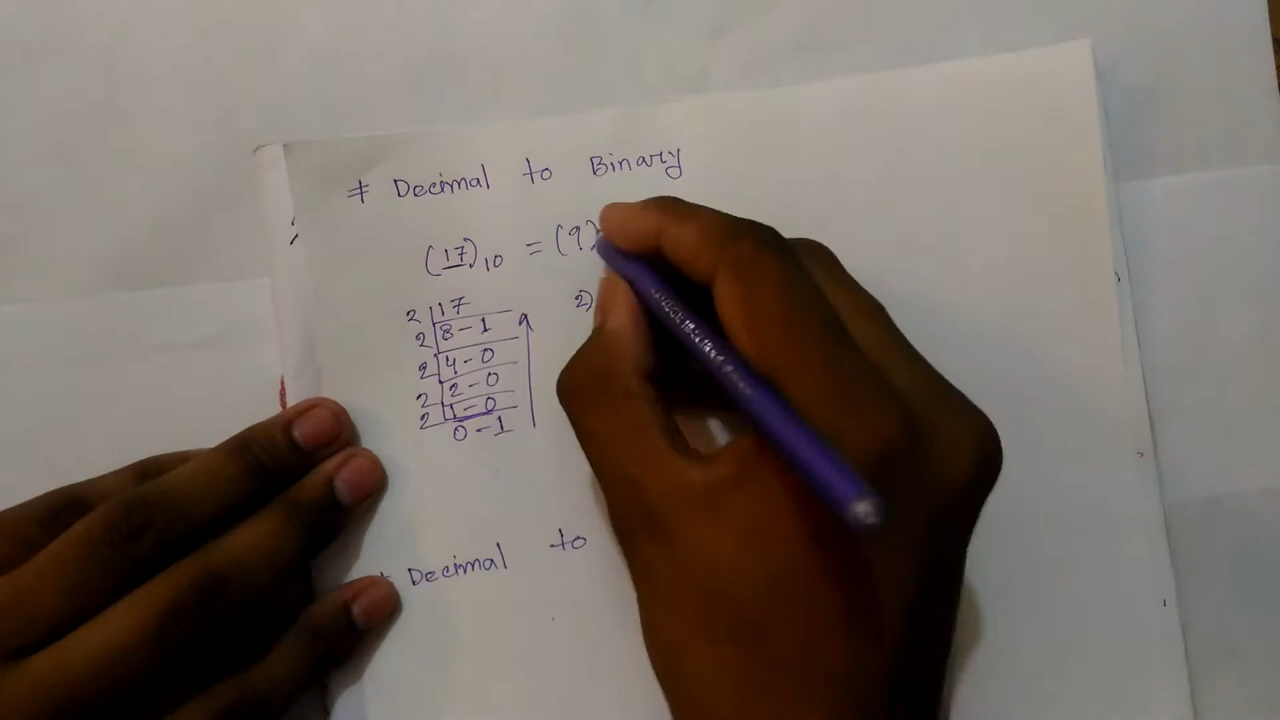 # Decimal to Binary
(17)10 = (?)
2 17
2 8 - 1
2 4 - 0
2 2 - 0
2 1 - 0
0 - 1
2)
Decimal to